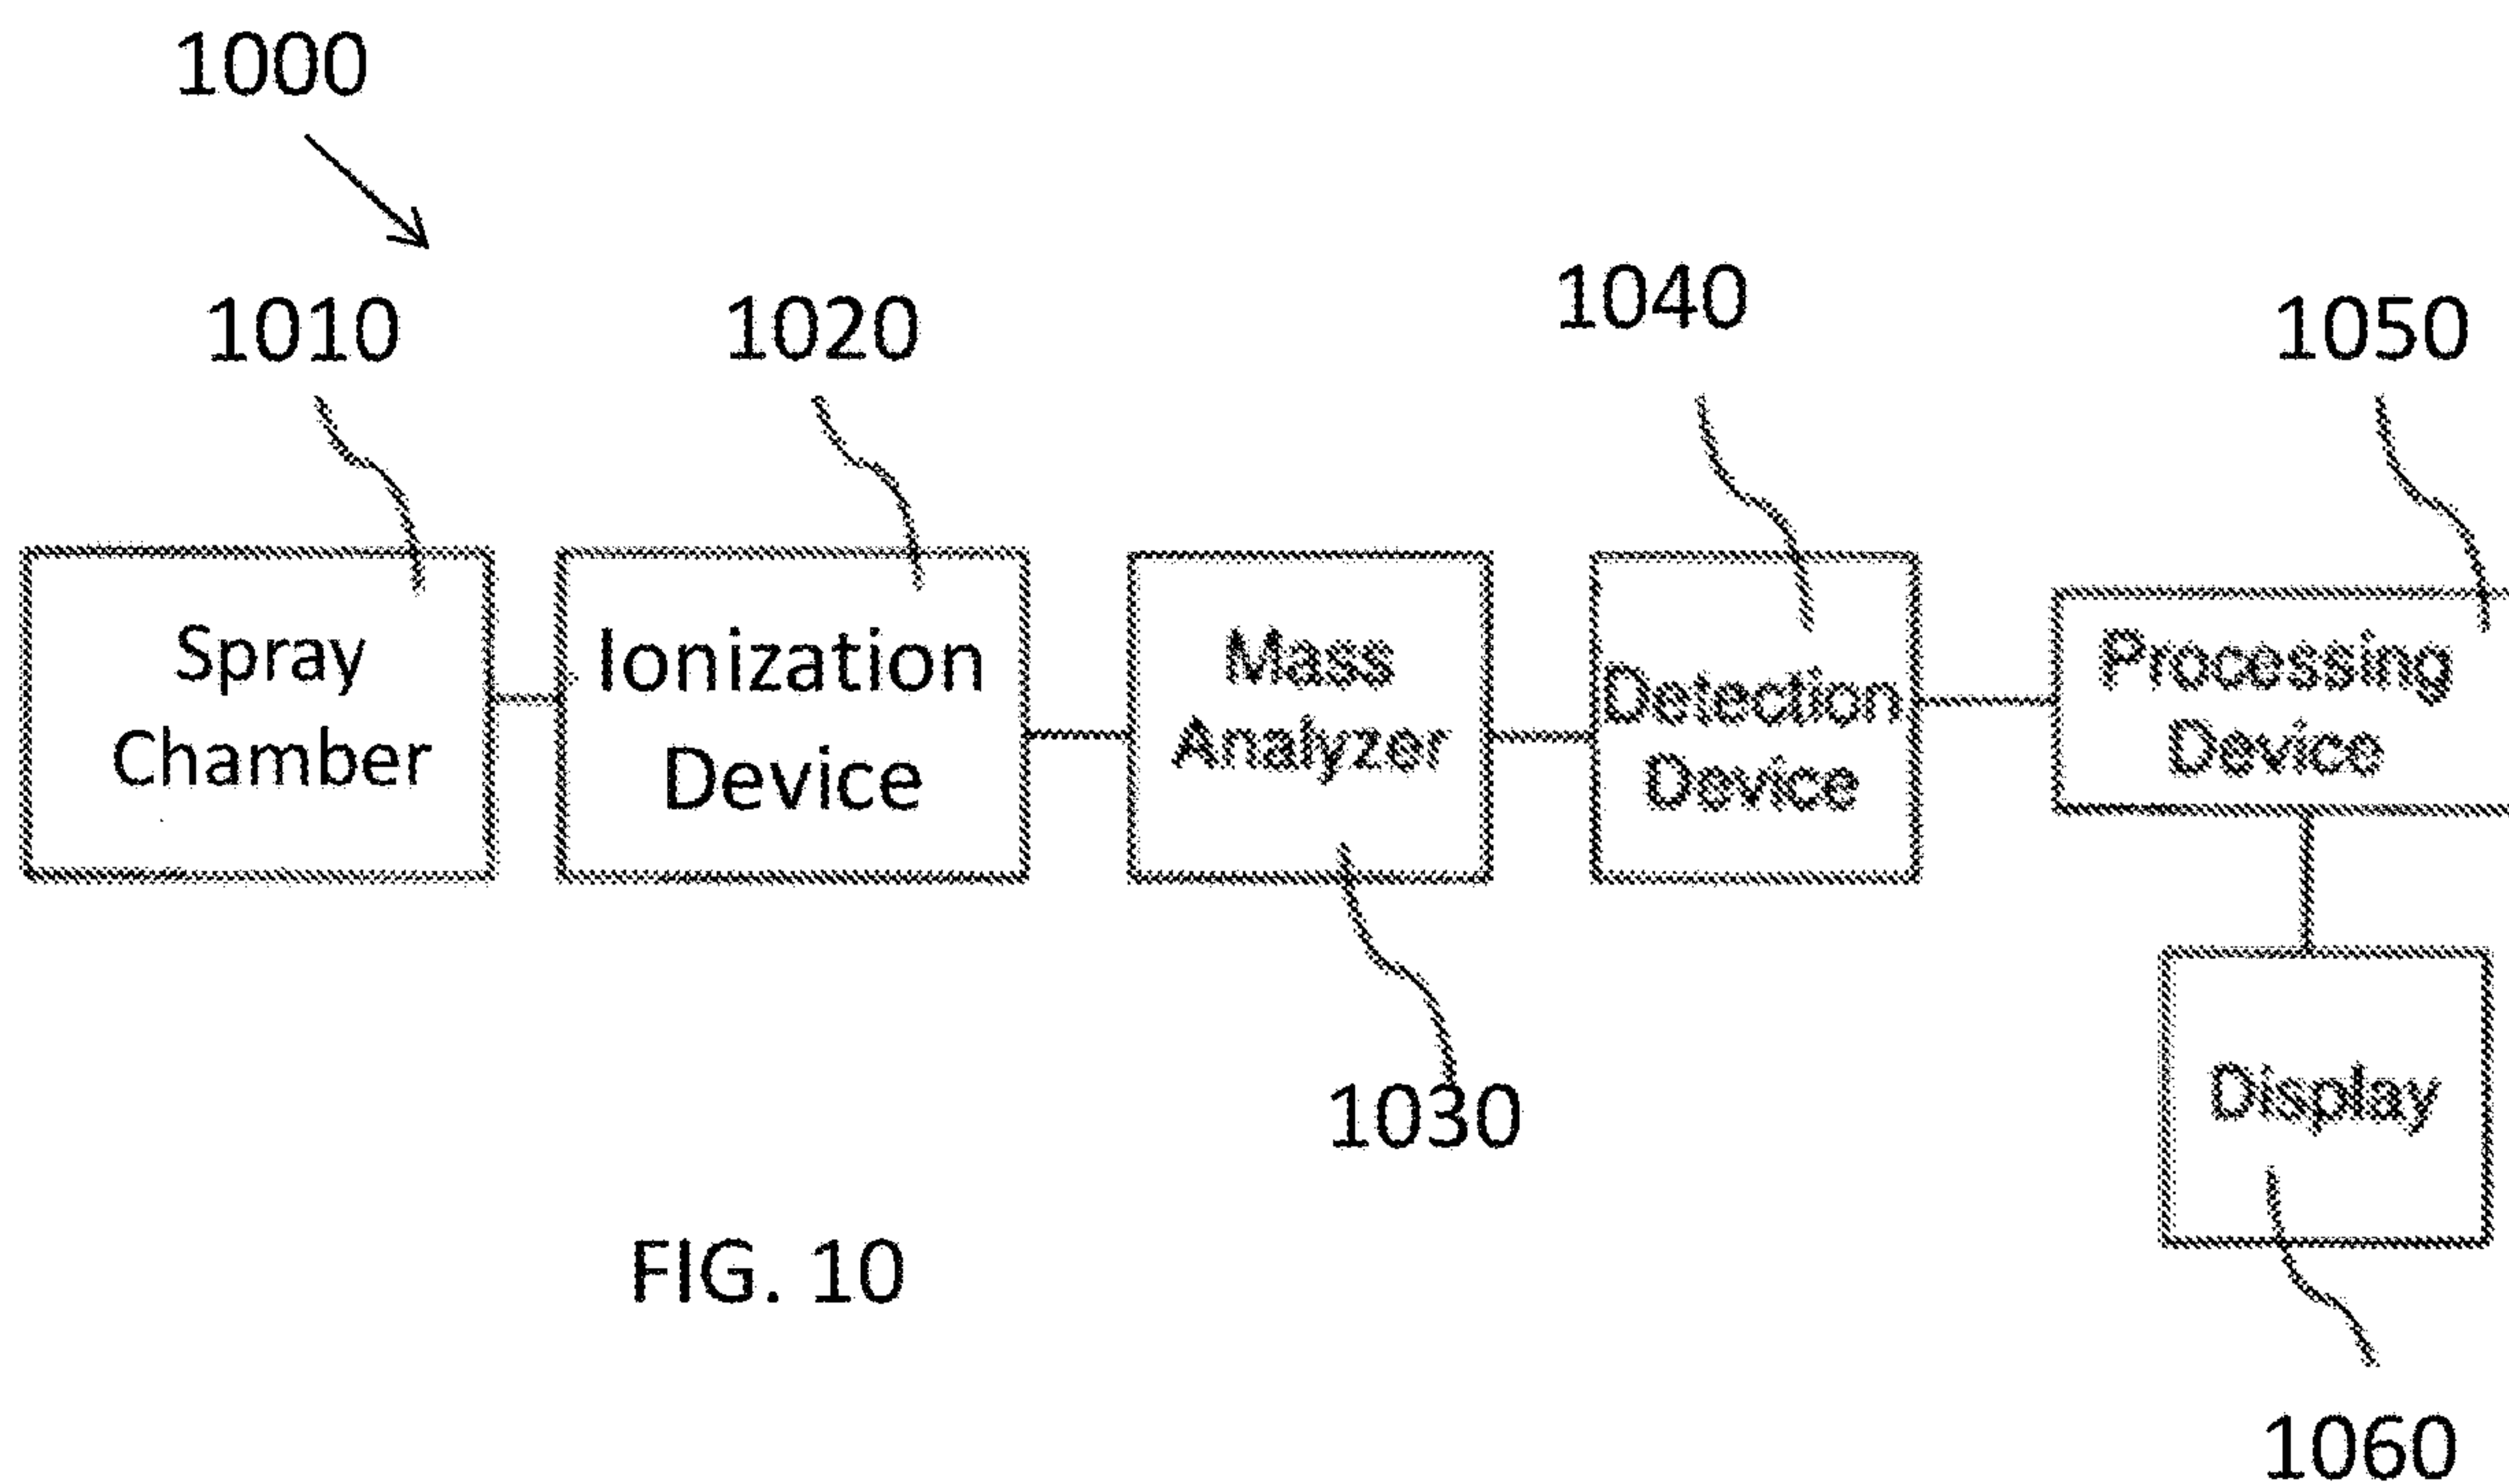 1000
1010
1020
1040
1050
Spray
Chamber
Ionization
Device
Mass
Analyzer
Detection
Device
Processing
Device
Display
1030
1060
FIG. 10